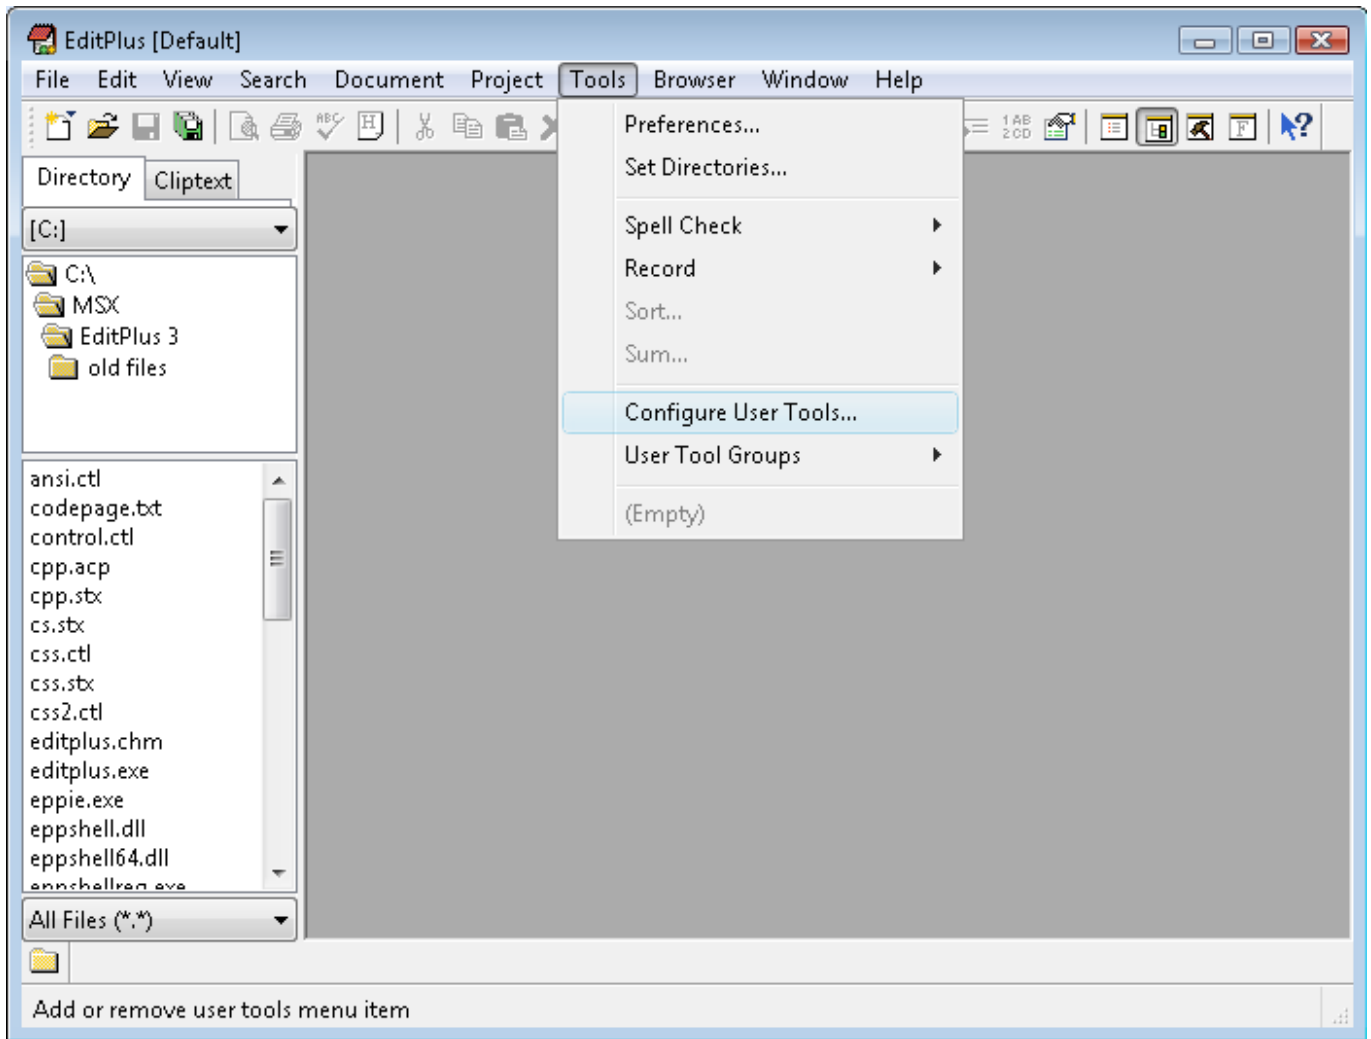 EditPlus [Default]
File Edit View Search Document Project Tools Browser Window Help
Preferences...
Set Directories...
Spell Check
Record
Sort...
Sum...
Configure User Tools...
User Tool Groups
(Empty)
Directory Cliptext
[C:]
C:\
MSX
EditPlus 3
old files
ansi.ctl
codepage.txt
control.ctl
cpp.acp
cpp.stx
cs.stx
css.ctl
css.stx
css2.ctl
editplus.chm
editplus.exe
eppie.exe
eppshell.dll
eppshell64.dll
eppshellreg.exe
All Files (*.*)
Add or remove user tools menu item